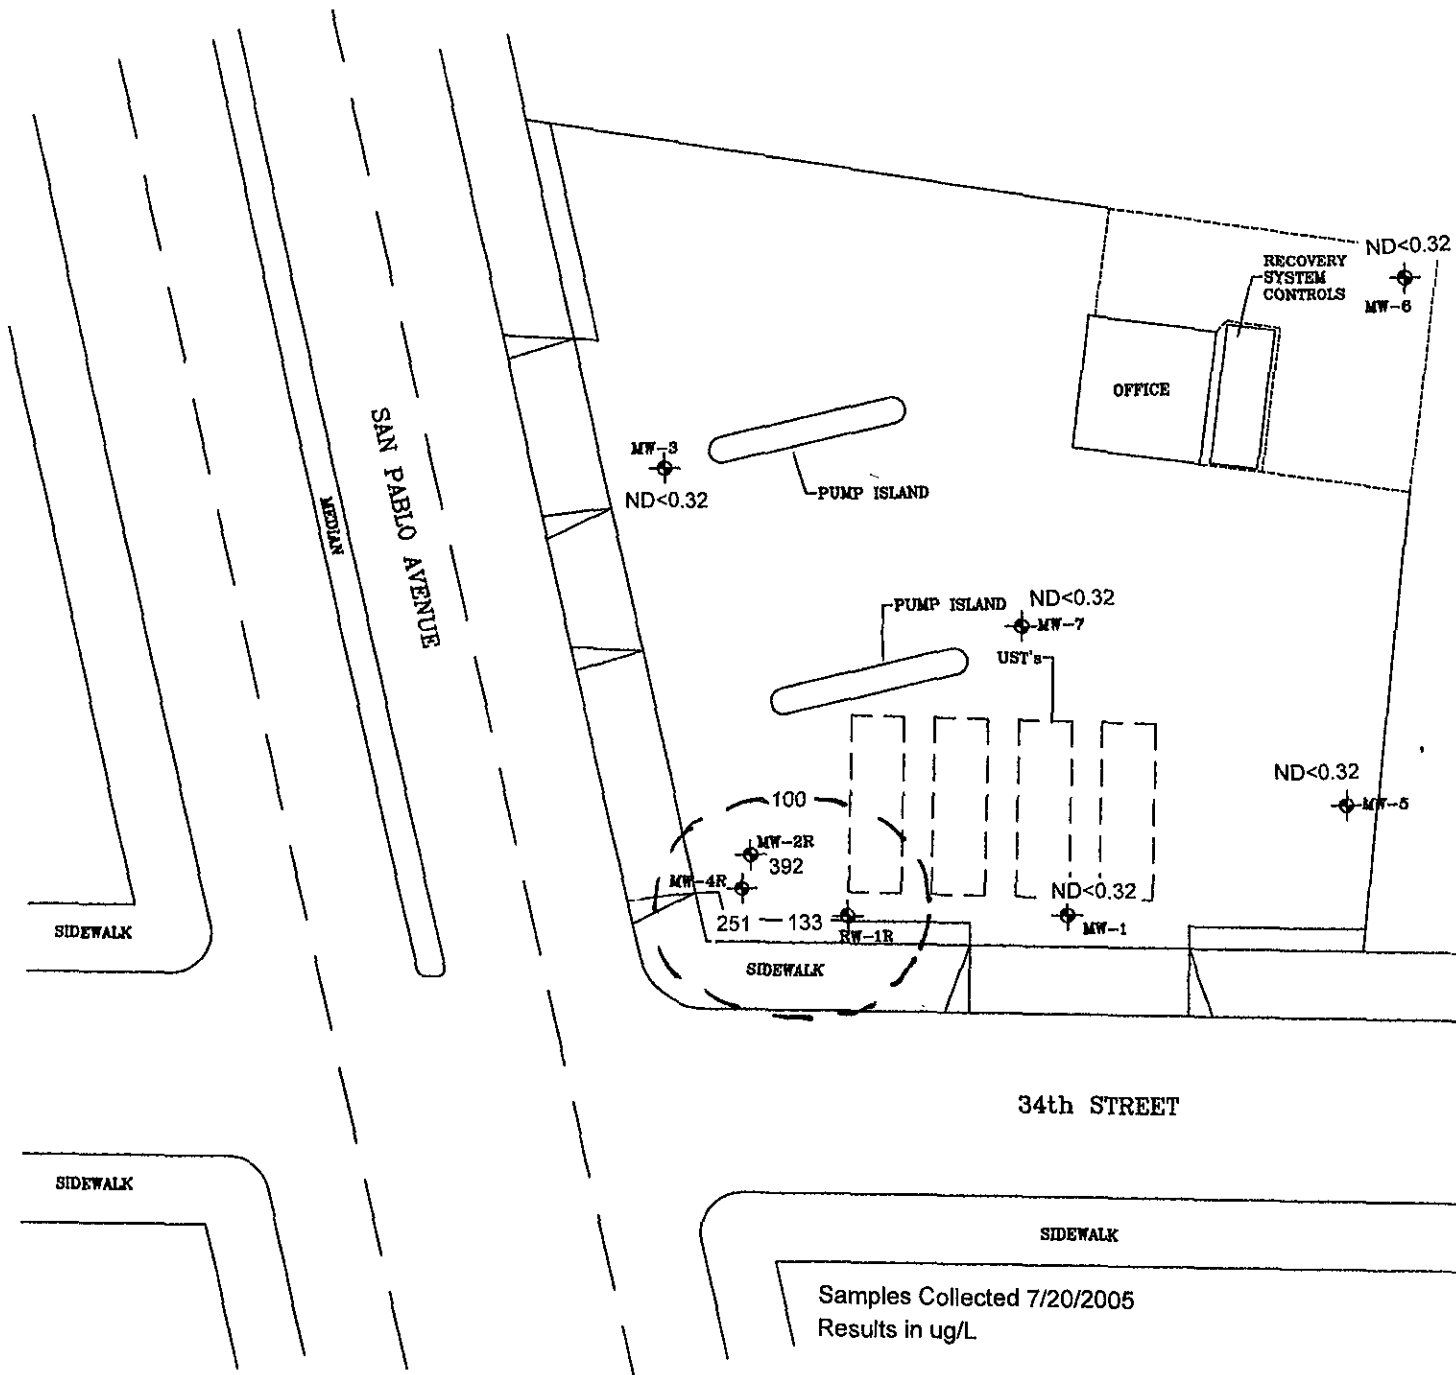 ND<0.32
RECOVERY
SYSTEM
CONTROLS
MW-6
OFFICE
SAN PABLO AVENUE
MEDIAN
MW-3
ND<0.32
PUMP ISLAND
PUMP ISLAND
ND<0.32
MW-7
UST's
ND<0.32
MW-5
100
MW-2R
392
MW-4R
251
133
RW-1R
ND<0.32
MW-1
SIDEWALK
SIDEWALK
34th STREET
SIDEWALK
SIDEWALK
Samples Collected 7/20/2005
Results in ug/L